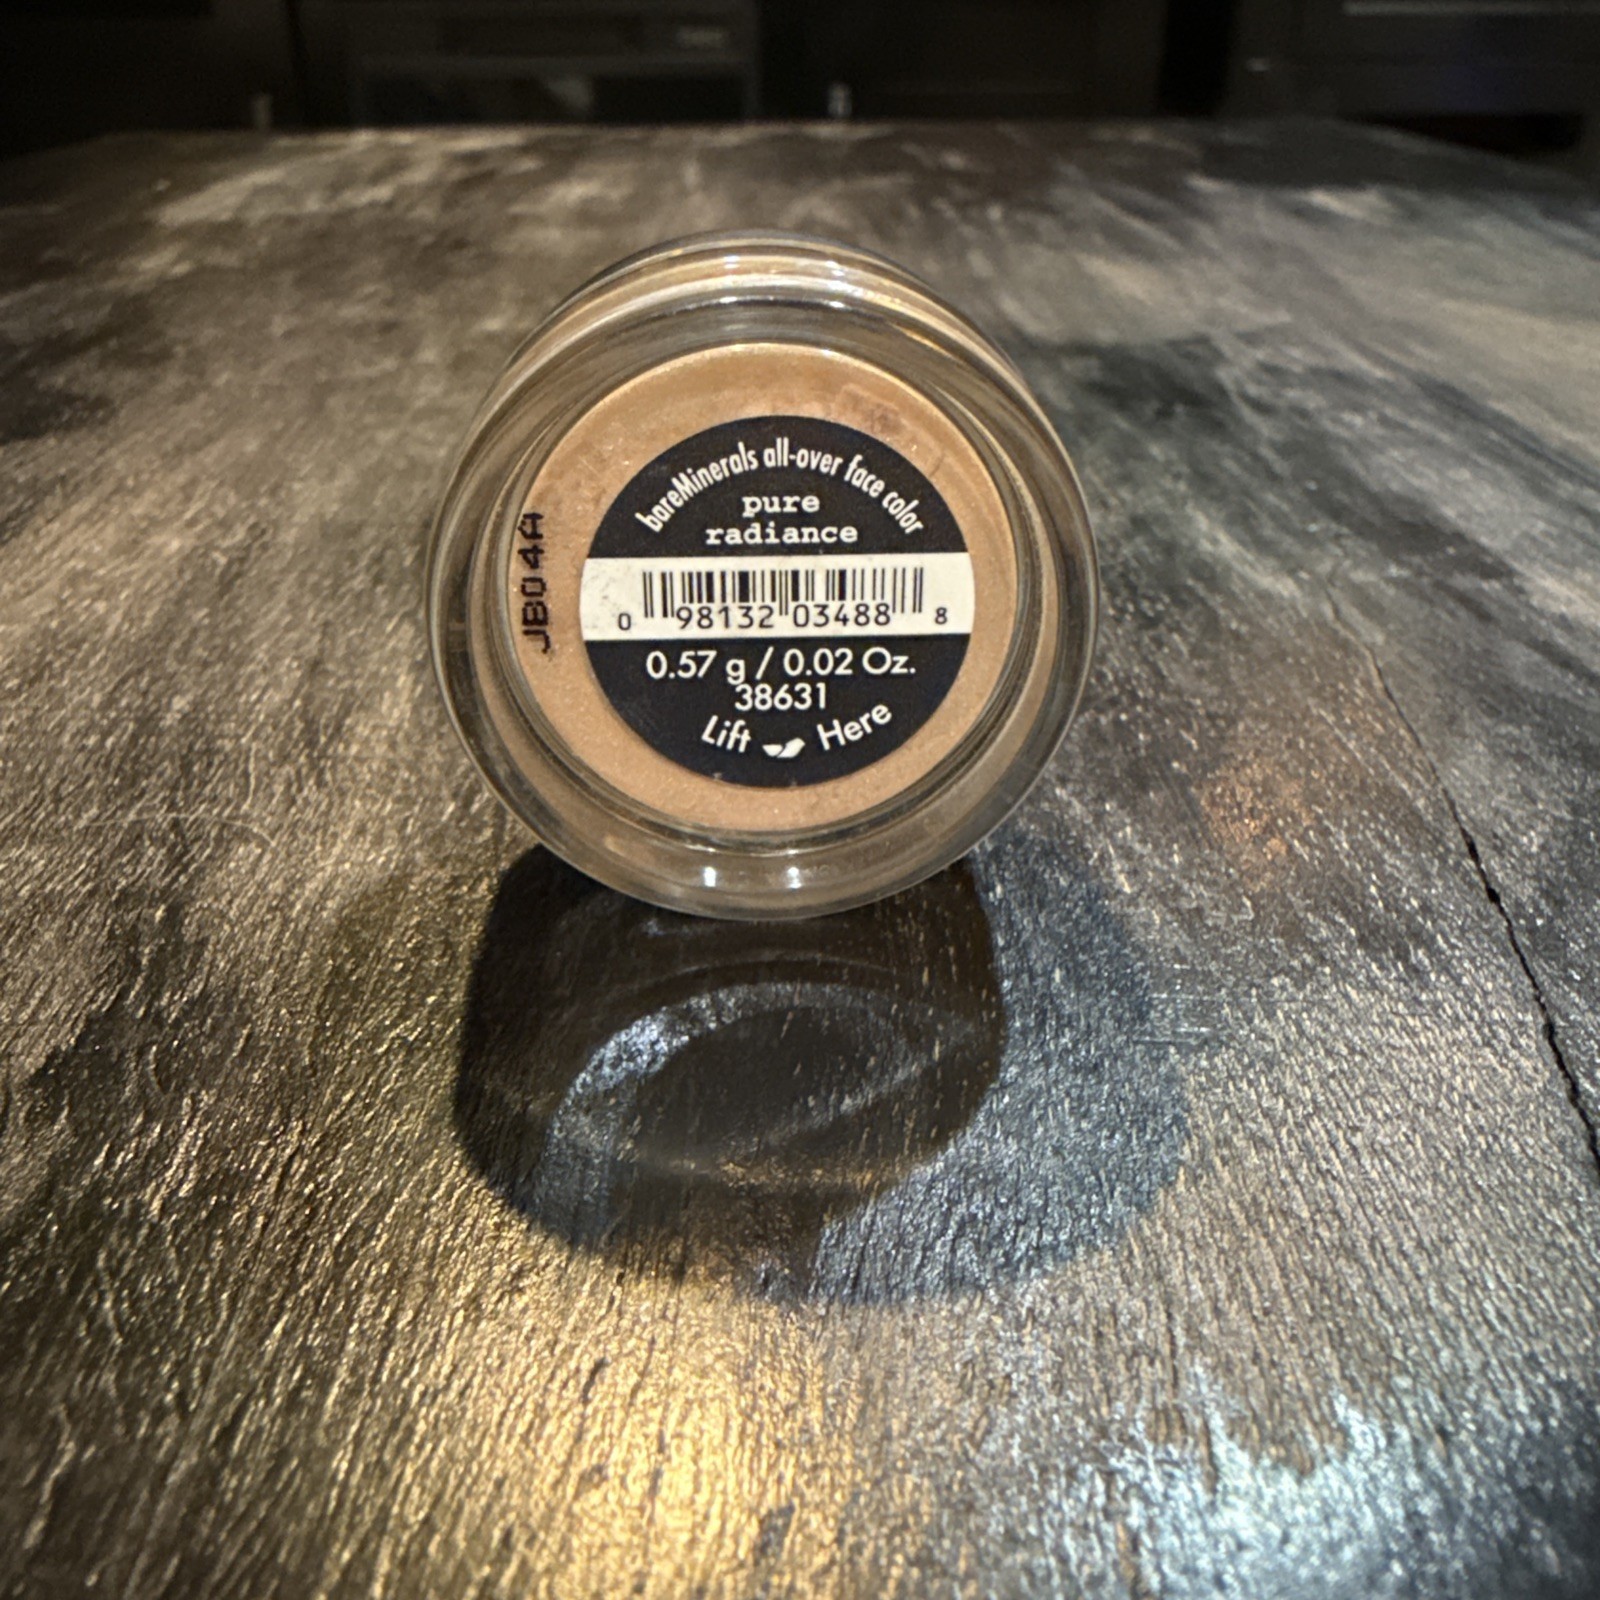 bareMinerals all-over face color
pure
radiance
0 98132 03488 8
0.57 g / 0.02 Oz.
38631
Lift Here
JB04A